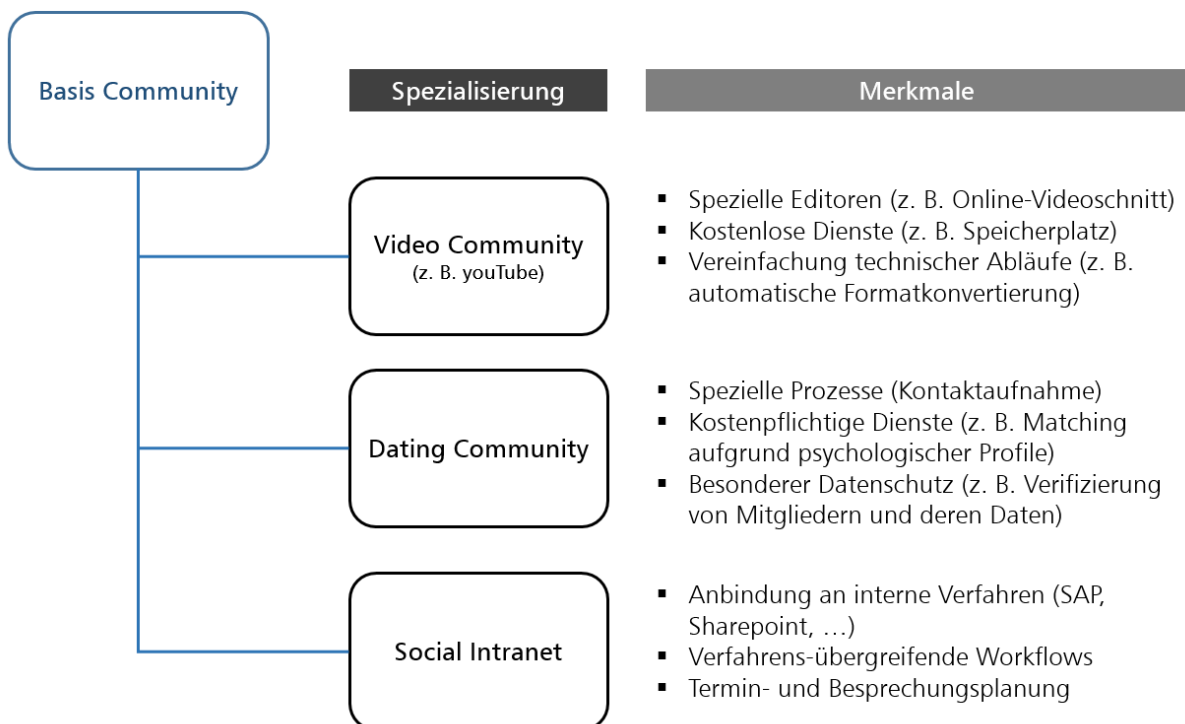 Basis Community
Spezialisierung
Merkmale
Video Community
(z. B. youTube)
▪ Spezielle Editoren (z. B. Online-Videoschnitt)
▪ Kostenlose Dienste (z. B. Speicherplatz)
▪ Vereinfachung technischer Abläufe (z. B.
automatische Formatkonvertierung)
Dating Community
▪ Spezielle Prozesse (Kontaktaufnahme)
▪ Kostenpflichtige Dienste (z. B. Matching
aufgrund psychologischer Profile)
▪ Besonderer Datenschutz (z. B. Verifizierung
von Mitgliedern und deren Daten)
Social Intranet
▪ Anbindung an interne Verfahren (SAP,
Sharepoint, …)
▪ Verfahrens-übergreifende Workflows
▪ Termin- und Besprechungsplanung